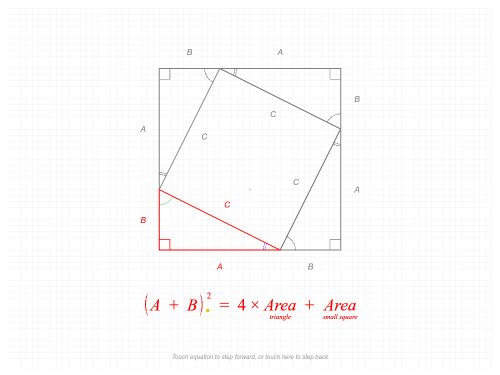 B A
B
A C
C
C
A
B C
A B
(A + B)² = 4 × Area + Area
triangle small square
Touch equation to step forward, or touch here to step back.